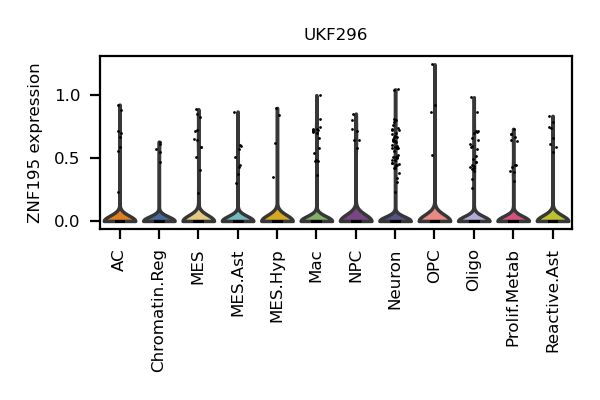 UKF296
ZNF195 expression
1.0
0.5
0.0
AC
Chromatin.Reg
MES
MES.Ast
MES.Hyp
Mac
NPC
Neuron
OPC
Oligo
Prolif.Metab
Reactive.Ast